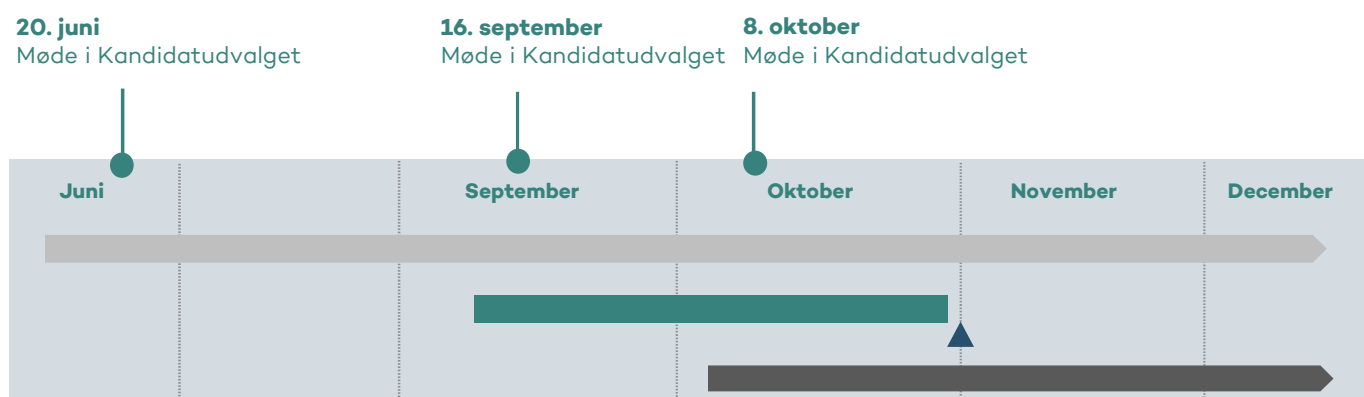 20. juni
Møde i Kandidatudvalget
16. september
Møde i Kandidatudvalget
8. oktober
Møde i Kandidatudvalget
Juni
September
Oktober
November
December